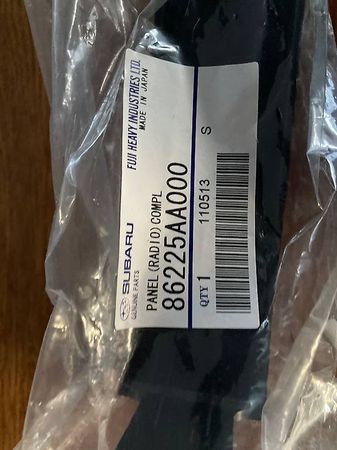 SUBARU
GENUINE PARTS
FUJI HEAVY INDUSTRIES LTD.
MADE IN JAPAN
PANEL (RADIO) COMPL
86225AA000
QTY 1
110513
S